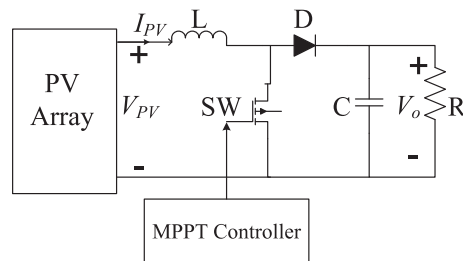 I_PV
L
D
+
PV
Array
V_PV
SW
C
+
V_o
R
-
-
MPPT Controller